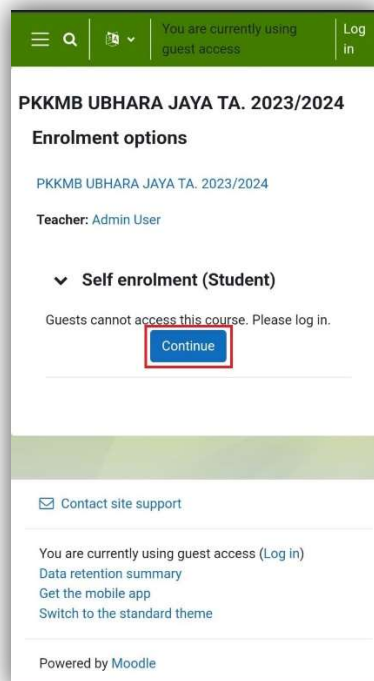 You are currently using
guest access
Log
in
PKKMB UBHARA JAYA TA. 2023/2024
Enrolment options
PKKMB UBHARA JAYA TA. 2023/2024
Teacher: Admin User
Self enrolment (Student)
Guests cannot access this course. Please log in.
Continue
Contact site support
You are currently using guest access (Log in)
Data retention summary
Get the mobile app
Switch to the standard theme
Powered by Moodle